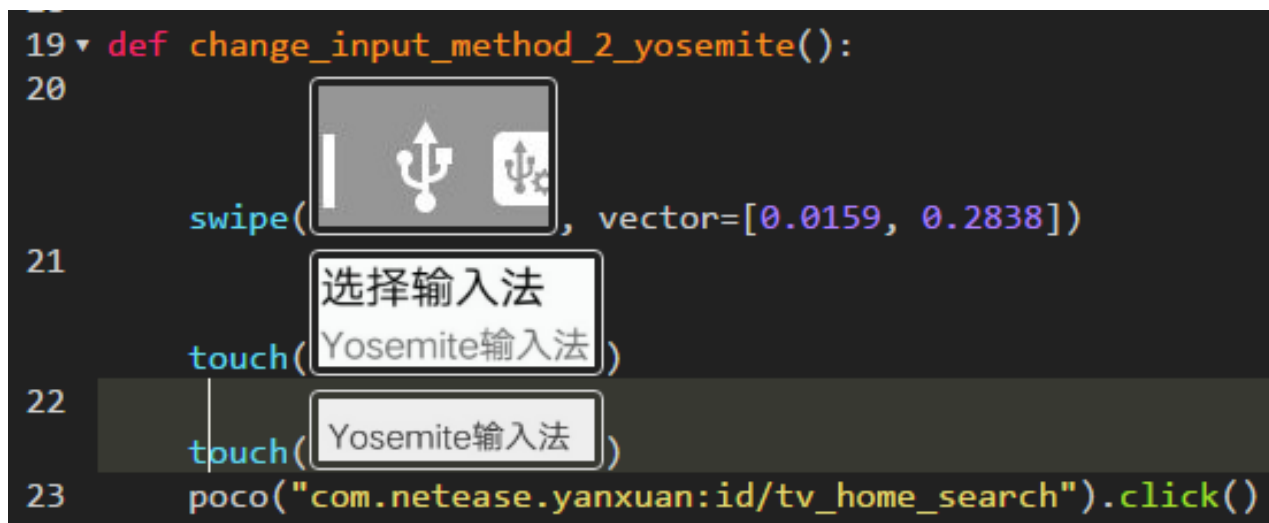 19 def change_input_method_2_yosemite():
20
swipe( , vector=[0.0159, 0.2838])
21
选择输入法
Yosemite输入法
touch( )
22
Yosemite输入法
touch( )
23 poco("com.netease.yanxuan:id/tv_home_search").click()